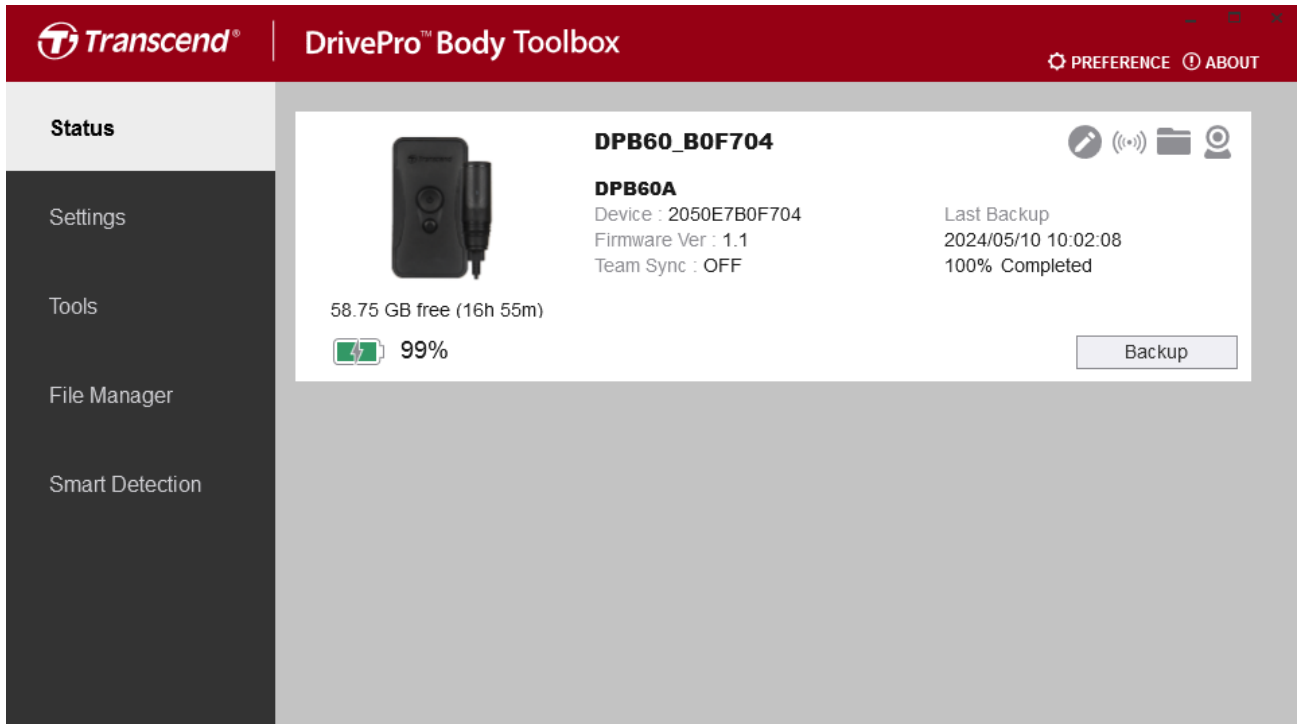 Transcend®
DrivePro™ Body Toolbox
PREFERENCE
ABOUT
Status
Settings
Tools
File Manager
Smart Detection
Transcend
58.75 GB free (16h 55m)
99%
DPB60_B0F704
DPB60A
Device : 2050E7B0F704
Firmware Ver : 1.1
Team Sync : OFF
Last Backup
2024/05/10 10:02:08
100% Completed
Backup